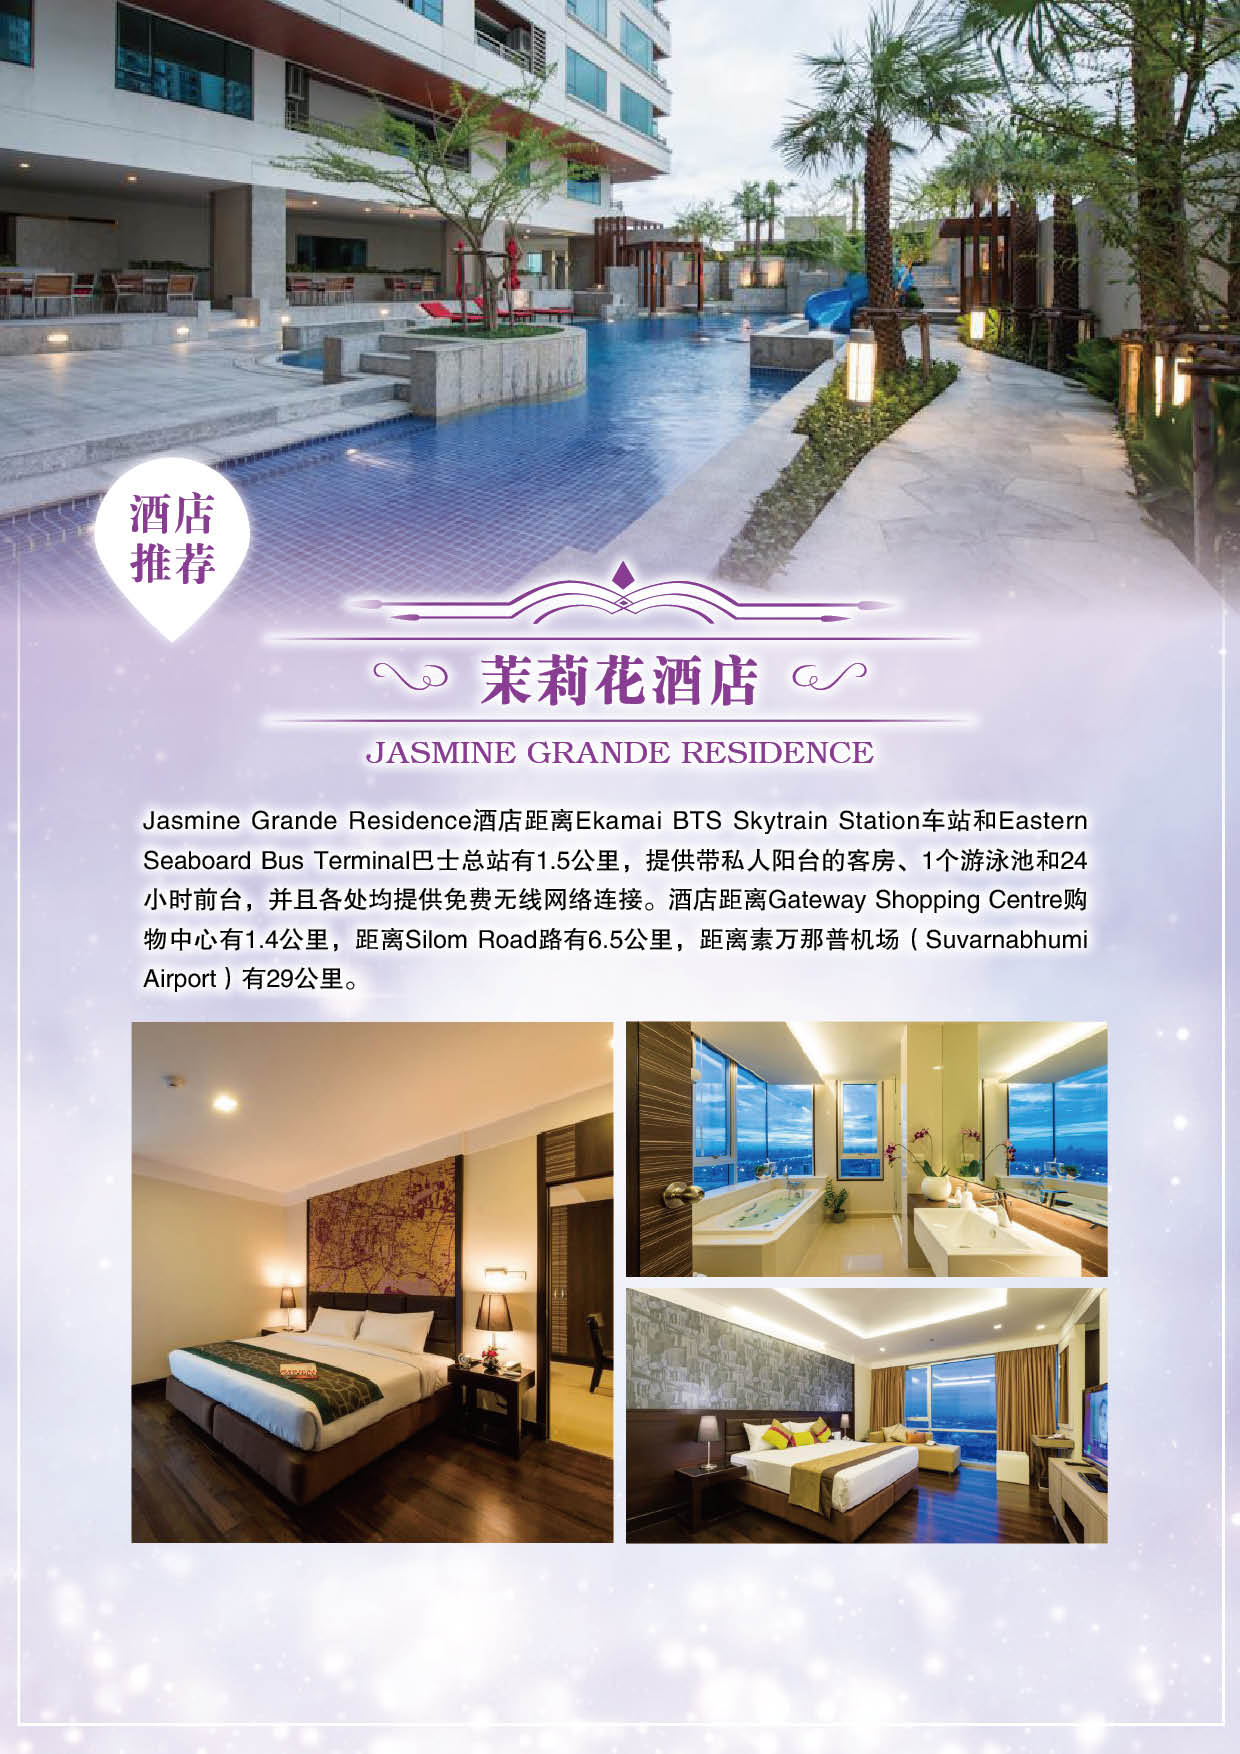 酒店
推荐
茉莉花酒店
JASMINE GRANDE RESIDENCE
Jasmine Grande Residence酒店距离Ekamai BTS Skytrain Station车站和Eastern
Seaboard Bus Terminal巴士总站有1.5公里，提供带私人阳台的客房、1个游泳池和24
小时前台，并且各处均提供免费无线网络连接。酒店距离Gateway Shopping Centre购
物中心有1.4公里，距离Silom Road路有6.5公里，距离素万那普机场（Suvarnabhumi
Airport）有29公里。